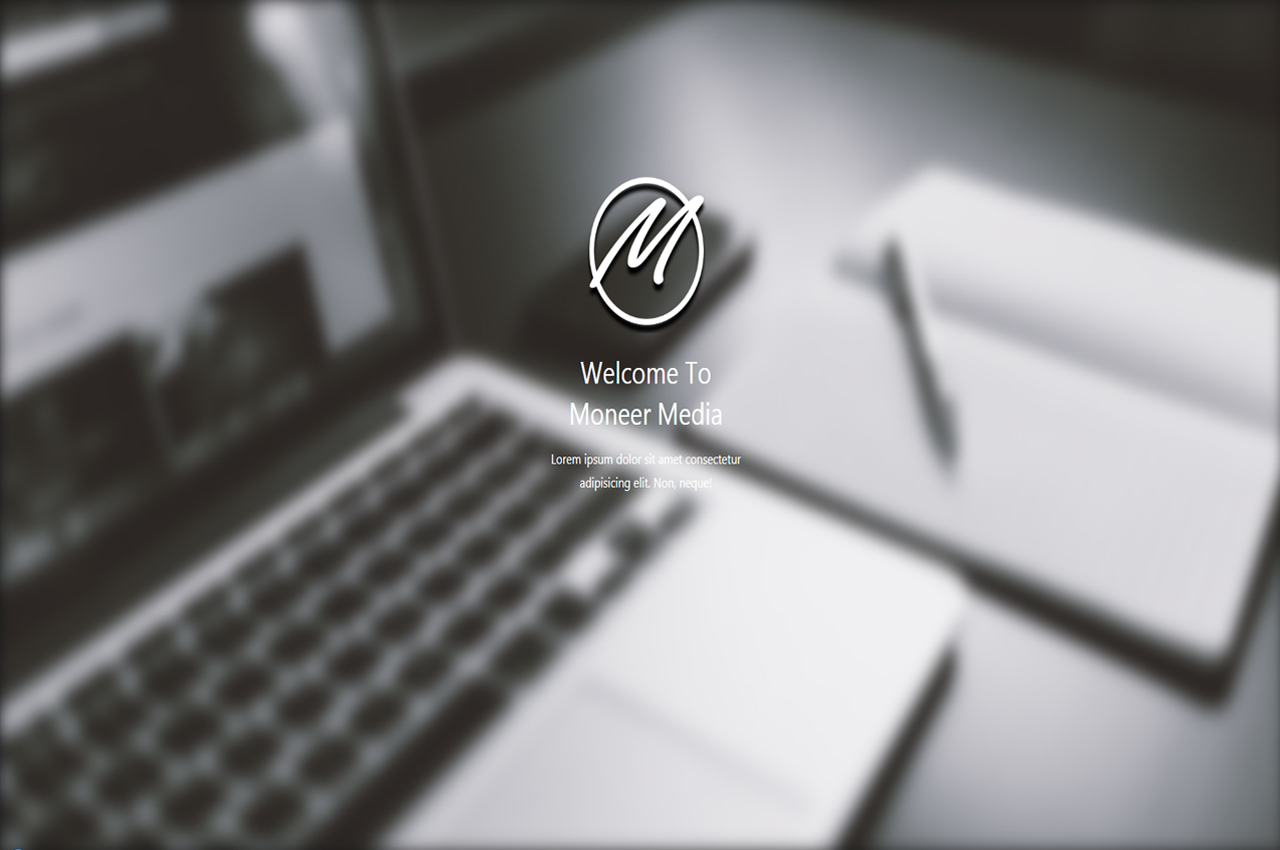 M
Welcome To
Moneer Media
Lorem ipsum dolor sit amet consectetur
adipisicing elit. Non, neque!